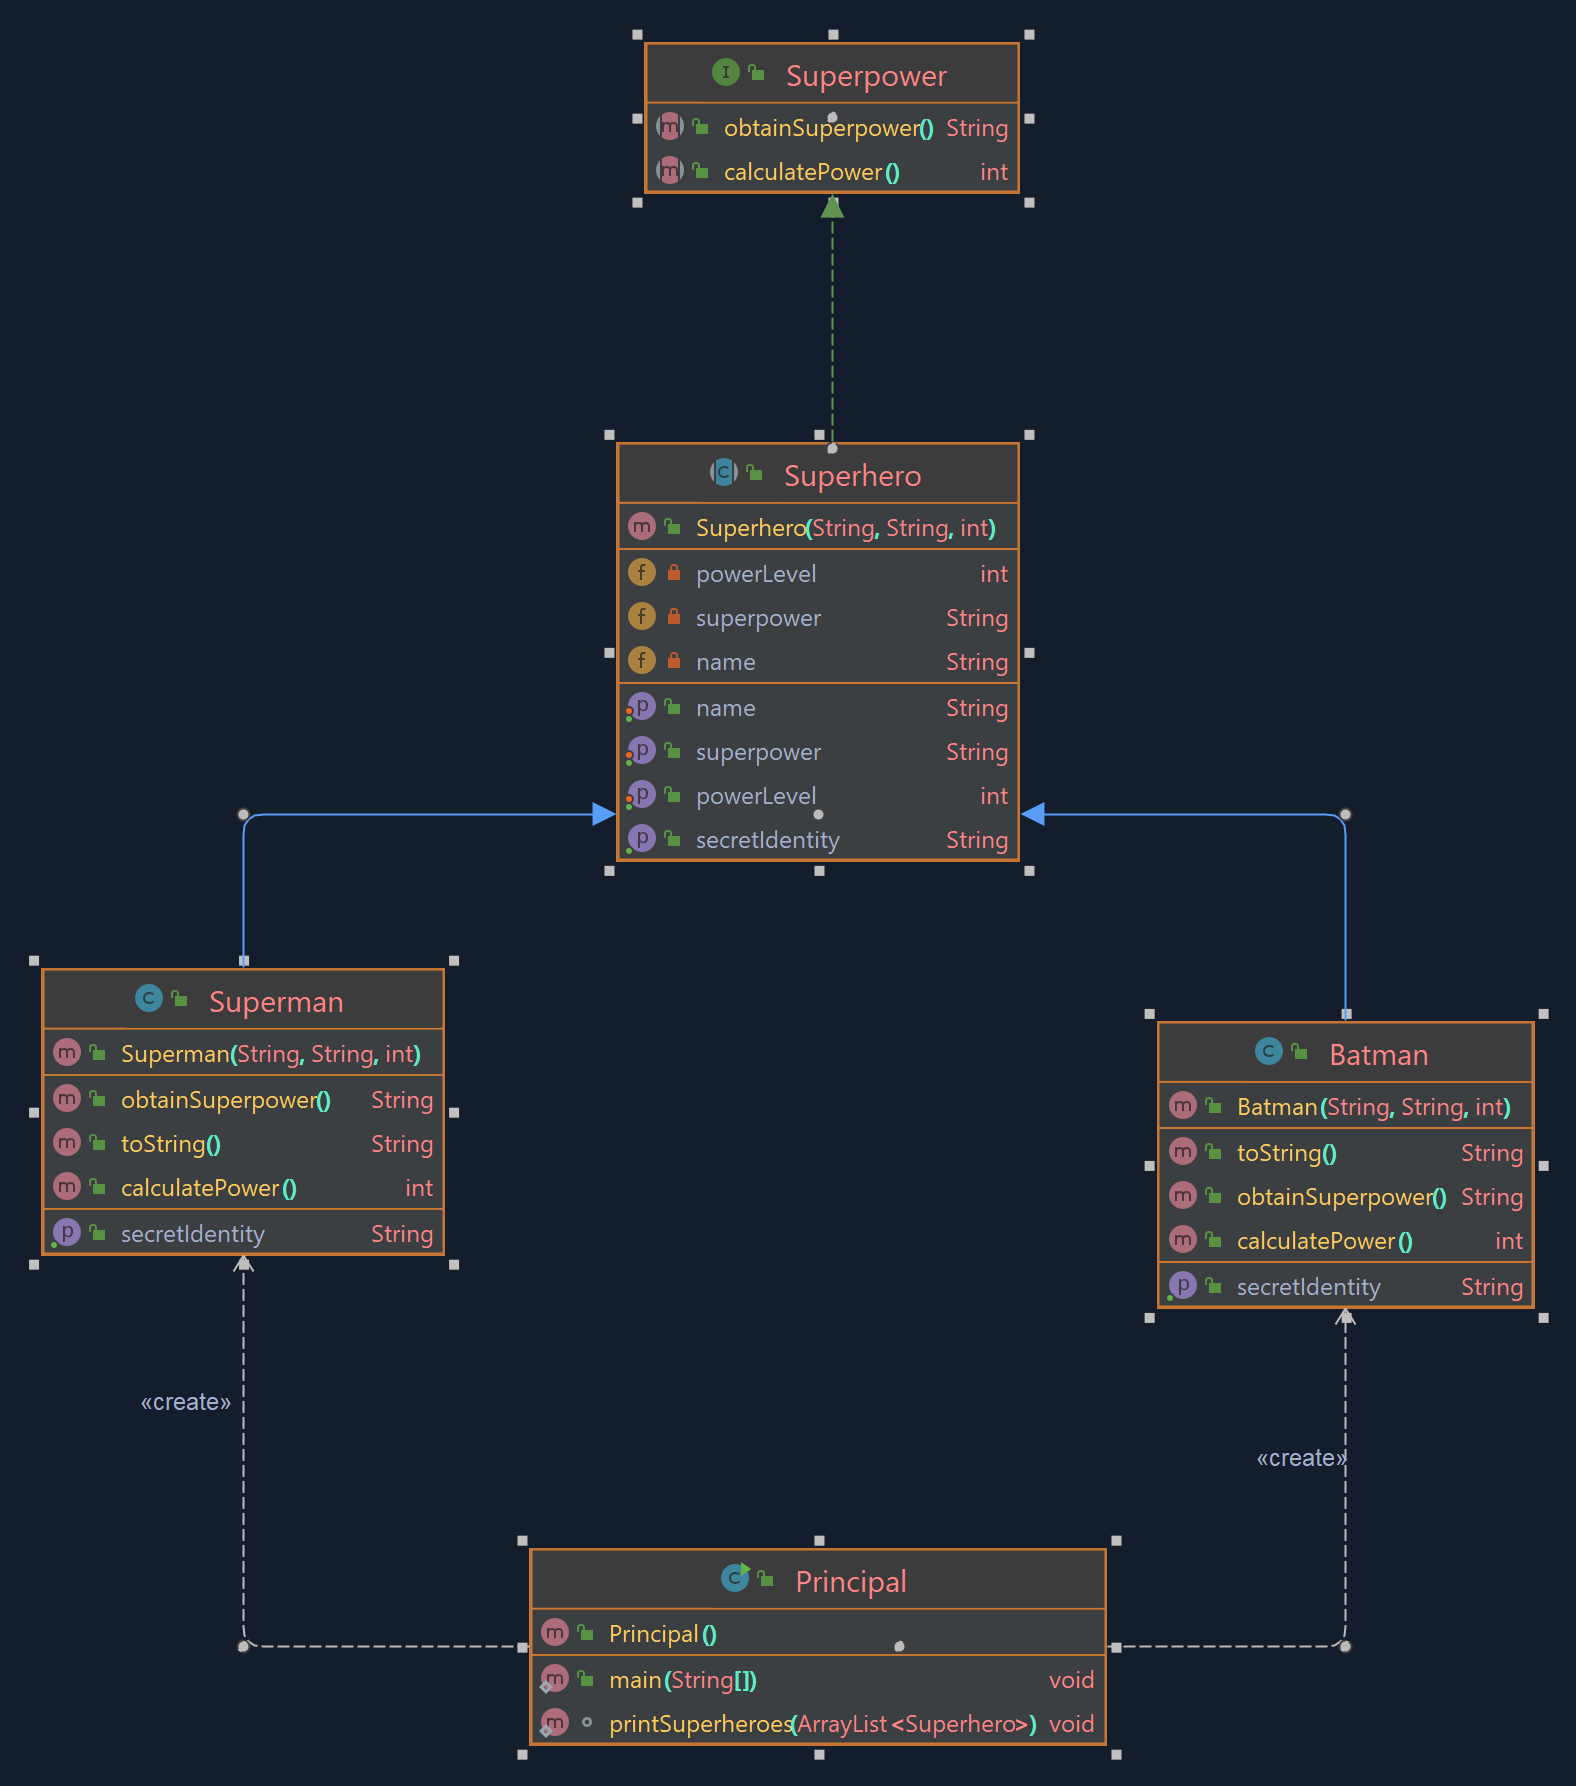 Superpower
obtainSuperpower() String
calculatePower() int
Superhero
Superhero(String, String, int)
powerLevel int
superpower String
name String
name String
superpower String
powerLevel int
secretIdentity String
Superman
Superman(String, String, int)
obtainSuperpower() String
toString() String
calculatePower() int
secretIdentity String
Batman
Batman(String, String, int)
toString() String
obtainSuperpower() String
calculatePower() int
secretIdentity String
«create»
«create»
Principal
Principal()
main(String[]) void
printSuperheroes(ArrayList<Superhero>) void